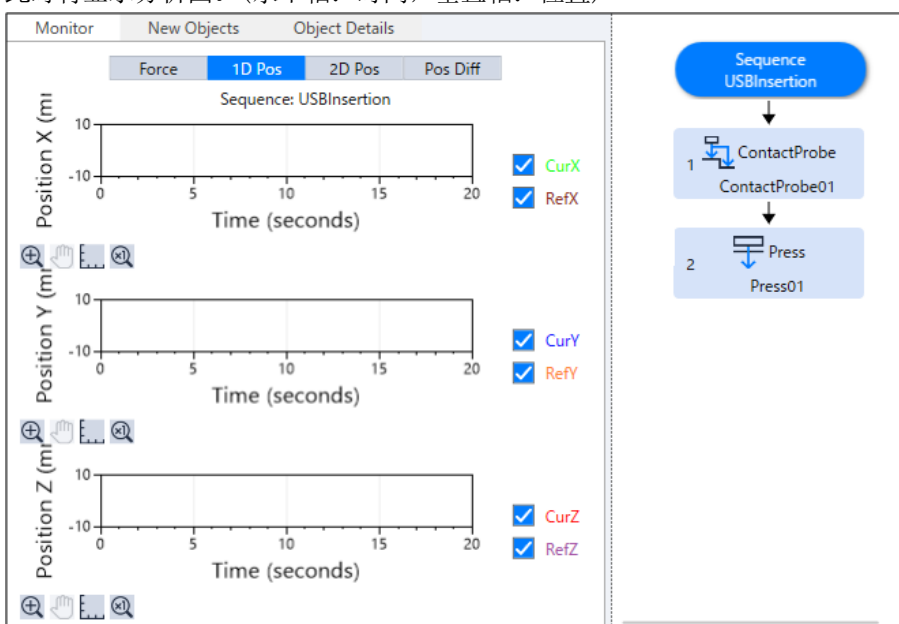 Monitor New Objects Object Details
Force 1D Pos 2D Pos Pos Diff
Sequence: USBInsertion
Position X (m
10
-10
0 5 10 15 20
Time (seconds)
CurX
RefX
Position Y (m
10
-10
0 5 10 15 20
Time (seconds)
CurY
RefY
Position Z (m
10
-10
0 5 10 15 20
Time (seconds)
CurZ
RefZ
Sequence
USBInsertion
1 ContactProbe
ContactProbe01
2 Press
Press01